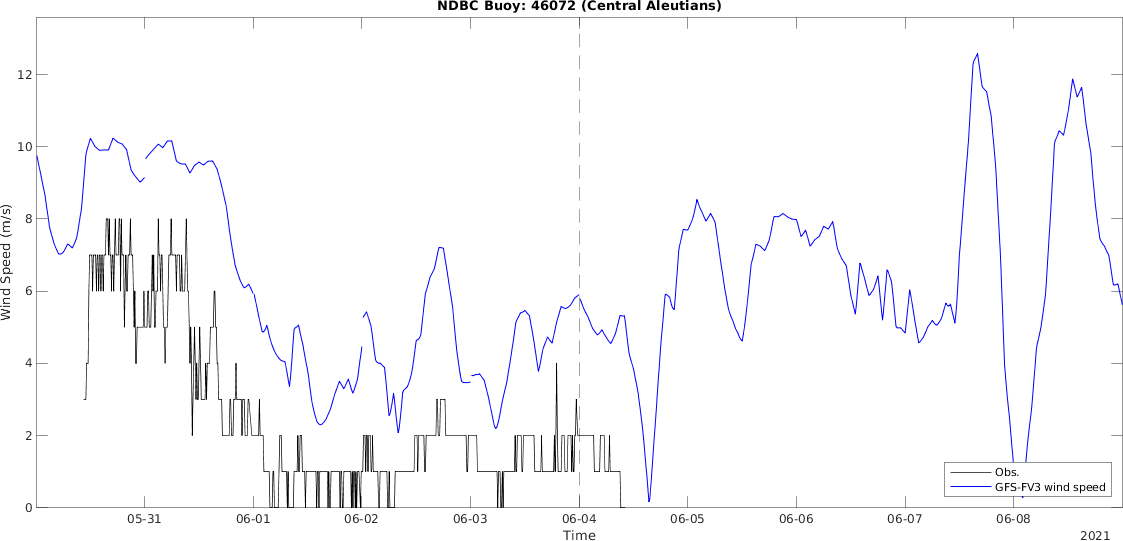 NDBC Buoy: 46072 (Central Aleutians)
Wind Speed (m/s)
12
10
8
6
4
2
0
05-31 06-01 06-02 06-03 06-04 06-05 06-06 06-07 06-08
Time
2021
Obs.
GFS-FV3 wind speed